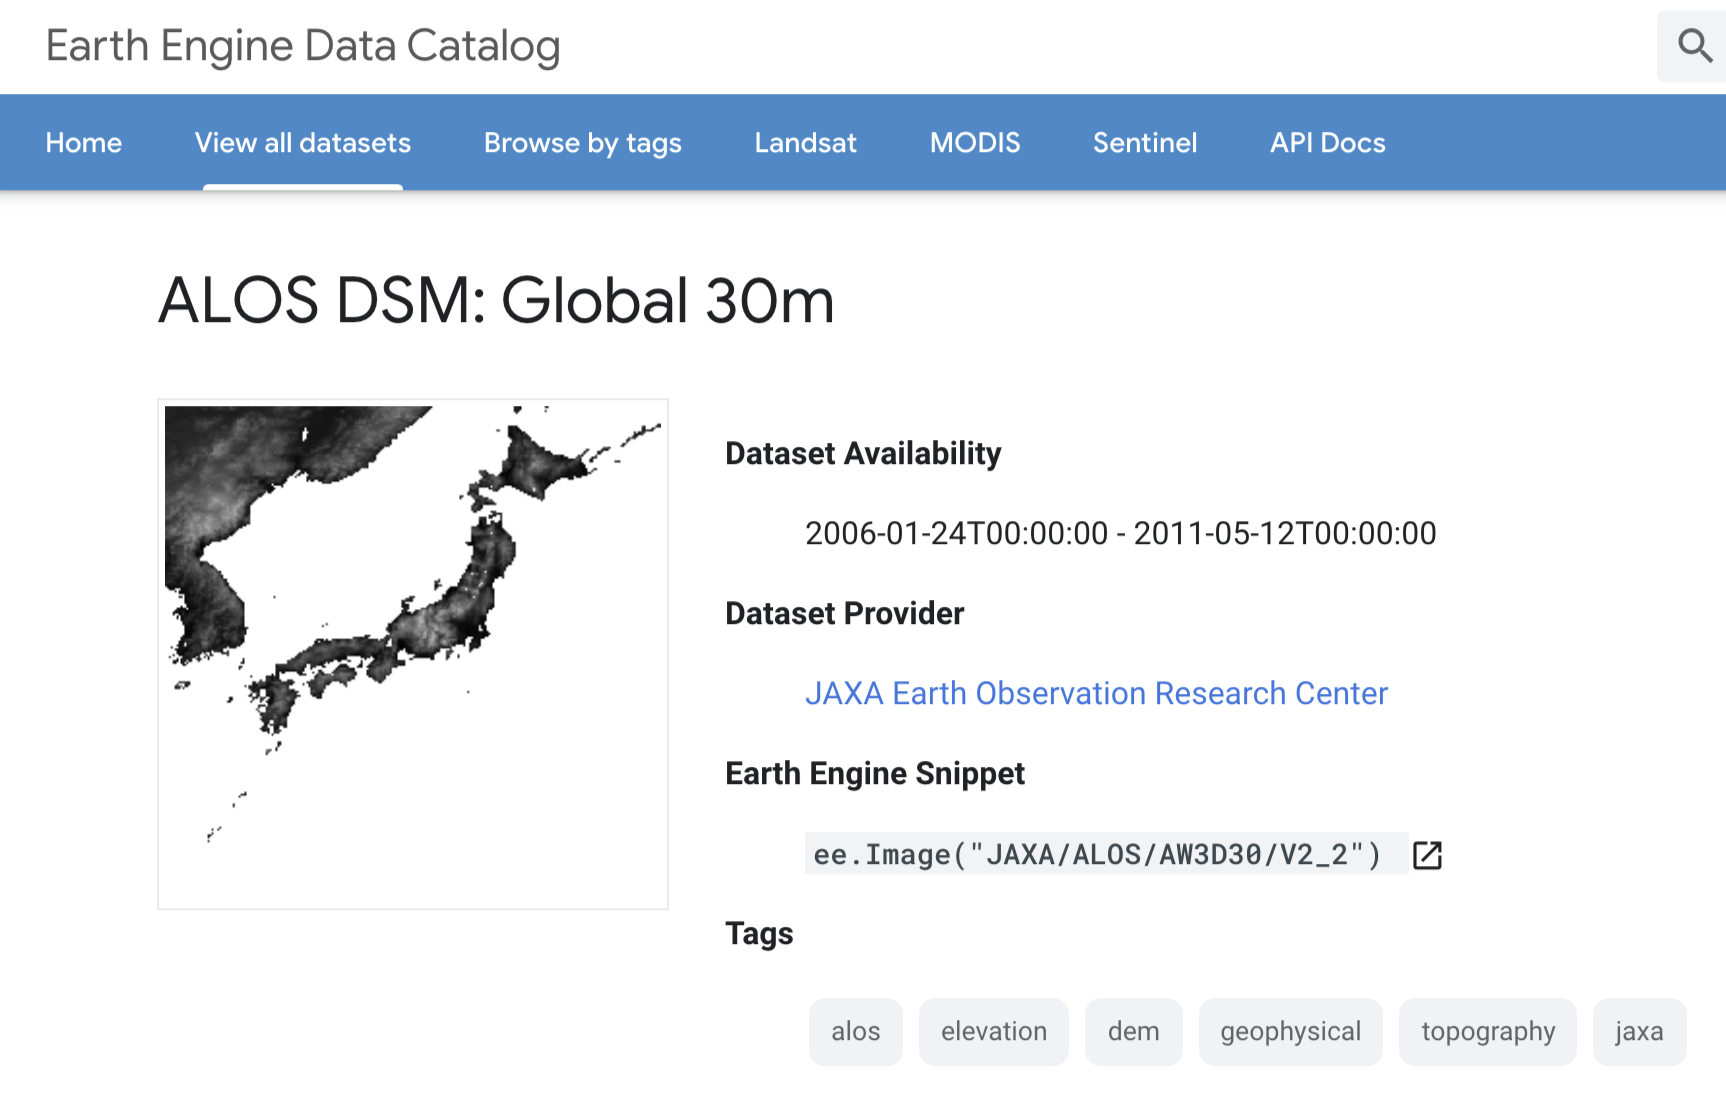 Earth Engine Data Catalog
Home View all datasets Browse by tags Landsat MODIS Sentinel API Docs
ALOS DSM: Global 30m
Dataset Availability
2006-01-24T00:00:00 - 2011-05-12T00:00:00
Dataset Provider
JAXA Earth Observation Research Center
Earth Engine Snippet
ee.Image("JAXA/ALOS/AW3D30/V2_2")
Tags
alos elevation dem geophysical topography jaxa